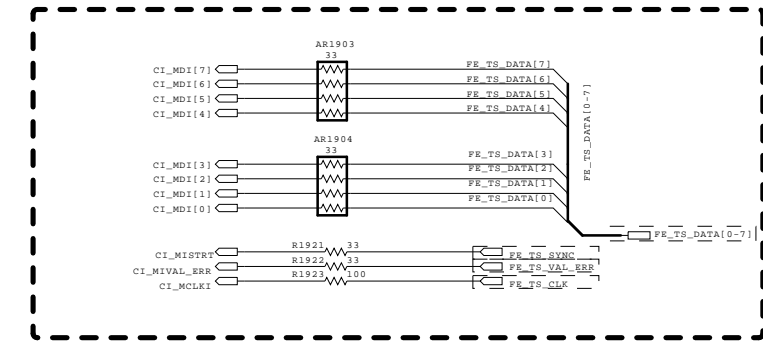 AR1903
33
CI_MDI[7] FE_TS_DATA[7]
CI_MDI[6] FE_TS_DATA[6]
CI_MDI[5] FE_TS_DATA[5]
CI_MDI[4] FE_TS_DATA[4]
FE_TS_DATA[0-7]
AR1904
33
CI_MDI[3] FE_TS_DATA[3]
CI_MDI[2] FE_TS_DATA[2]
CI_MDI[1] FE_TS_DATA[1]
CI_MDI[0] FE_TS_DATA[0]
FE_TS_DATA[0-7]
CI_MISTRT R1921 33 FE_TS_SYNC
CI_MIVAL_ERR R1922 33 FE_TS_VAL_ERR
CI_MCLKI R1923 100 FE_TS_CLK